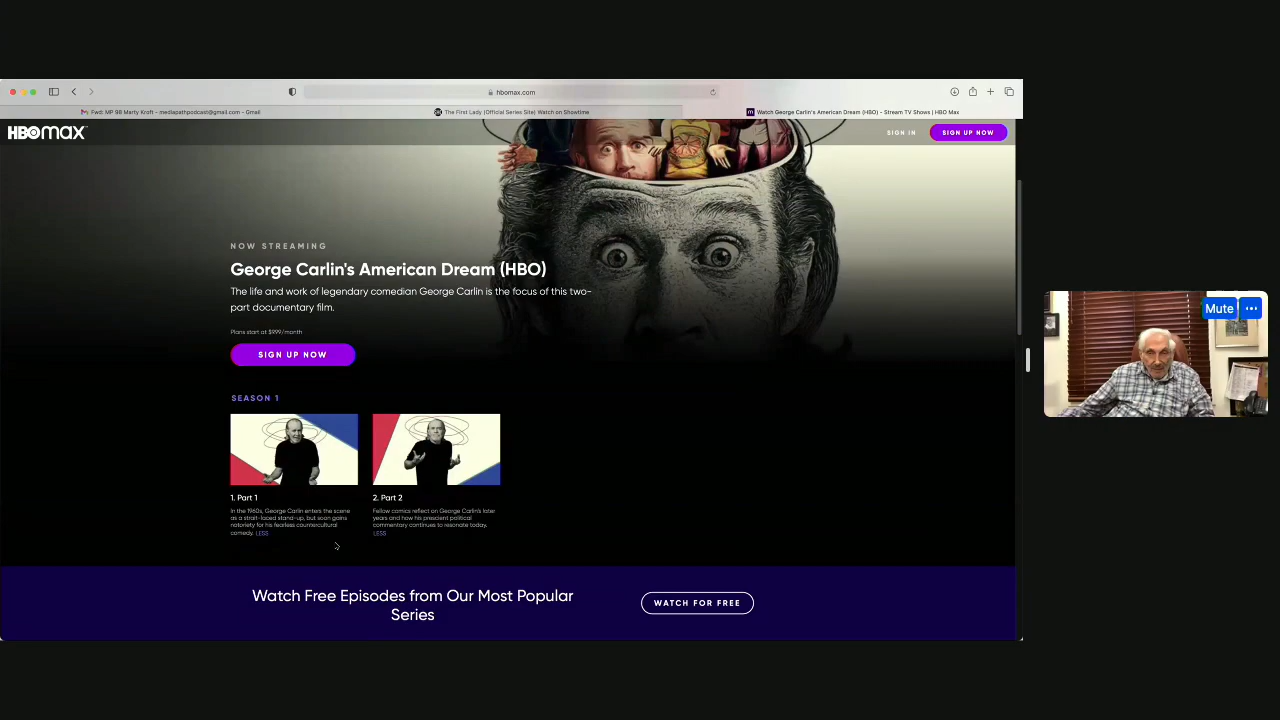 hbomax.com
Fwd: MP 98 Marty Kroft - mediapathpodcast@gmail.com - Gmail
The First Lady (Official Series Site) Watch on Showtime
Watch George Carlin's American Dream (HBO) - Stream TV Shows | HBO Max
HBOmax
SIGN IN
SIGN UP NOW
NOW STREAMING
George Carlin's American Dream (HBO)
The life and work of legendary comedian George Carlin is the focus of this two-
part documentary film.
Plans start at $9.99/month
SIGN UP NOW
SEASON 1
1. Part 1
In the 1960s, George Carlin enters the scene
as a strait-laced stand-up, but soon gains
notoriety for his fearless countercultural
comedy. LESS
2. Part 2
Fellow comics reflect on George Carlin's later
years and how his prescient political
commentary continues to resonate today.
LESS
Watch Free Episodes from Our Most Popular
Series
WATCH FOR FREE
Mute